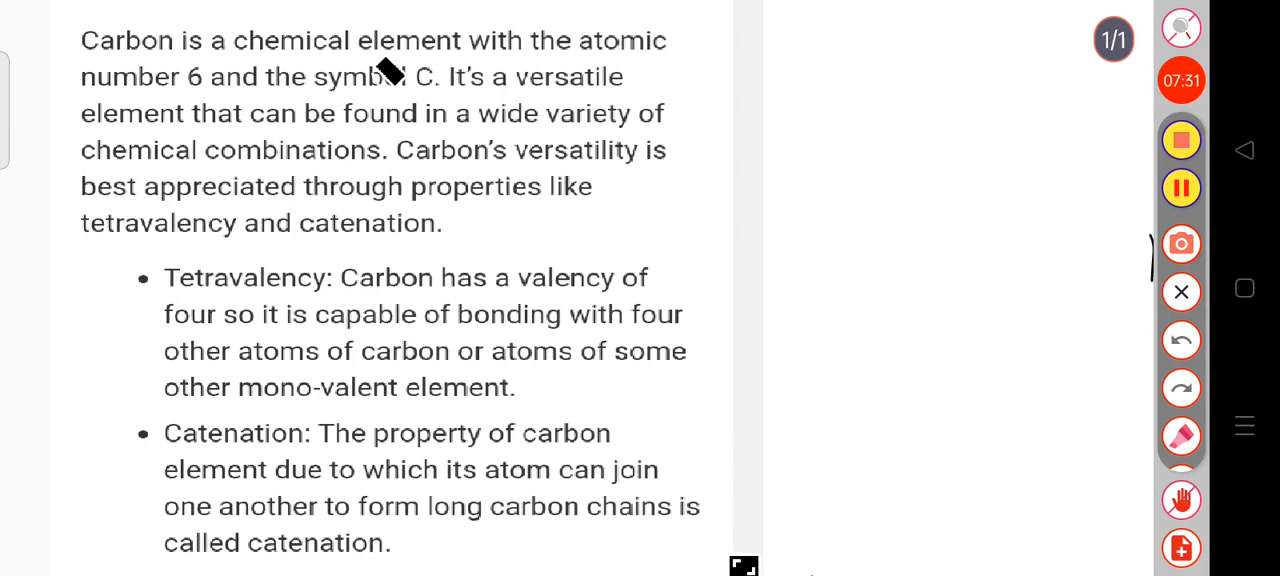 Carbon is a chemical element with the atomic
number 6 and the symbol C. It's a versatile
element that can be found in a wide variety of
chemical combinations. Carbon's versatility is
best appreciated through properties like
tetravalency and catenation.
• Tetravalency: Carbon has a valency of
four so it is capable of bonding with four
other atoms of carbon or atoms of some
other mono-valent element.
• Catenation: The property of carbon
element due to which its atom can join
one another to form long carbon chains is
called catenation.
1/1
07:31